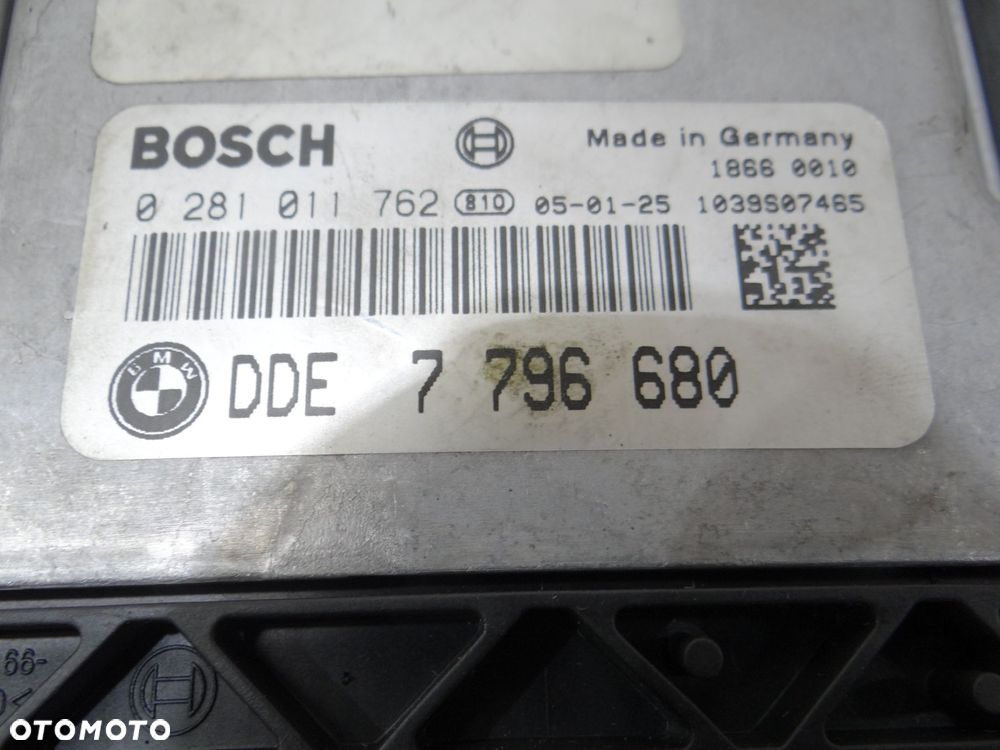 BOSCH Made in Germany
1866 0010
0 281 011 762 810 05-01-25 1039S07465
BMW DDE 7 796 680
66-
OTOMOTO